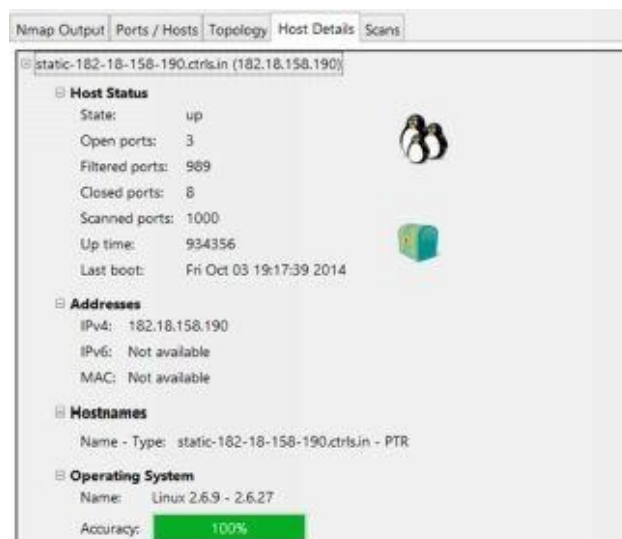 Nmap Output Ports / Hosts Topology Host Details Scans
static-182-18-158-190.ctrls.in (182.18.158.190)
Host Status
State: up
Open ports: 3
Filtered ports: 989
Closed ports: 8
Scanned ports: 1000
Up time: 934356
Last boot: Fri Oct 03 19:17:39 2014
Addresses
IPv4: 182.18.158.190
IPv6: Not available
MAC: Not available
Hostnames
Name - Type: static-182-18-158-190.ctrls.in - PTR
Operating System
Name: Linux 2.6.9 - 2.6.27
Accuracy: 100%